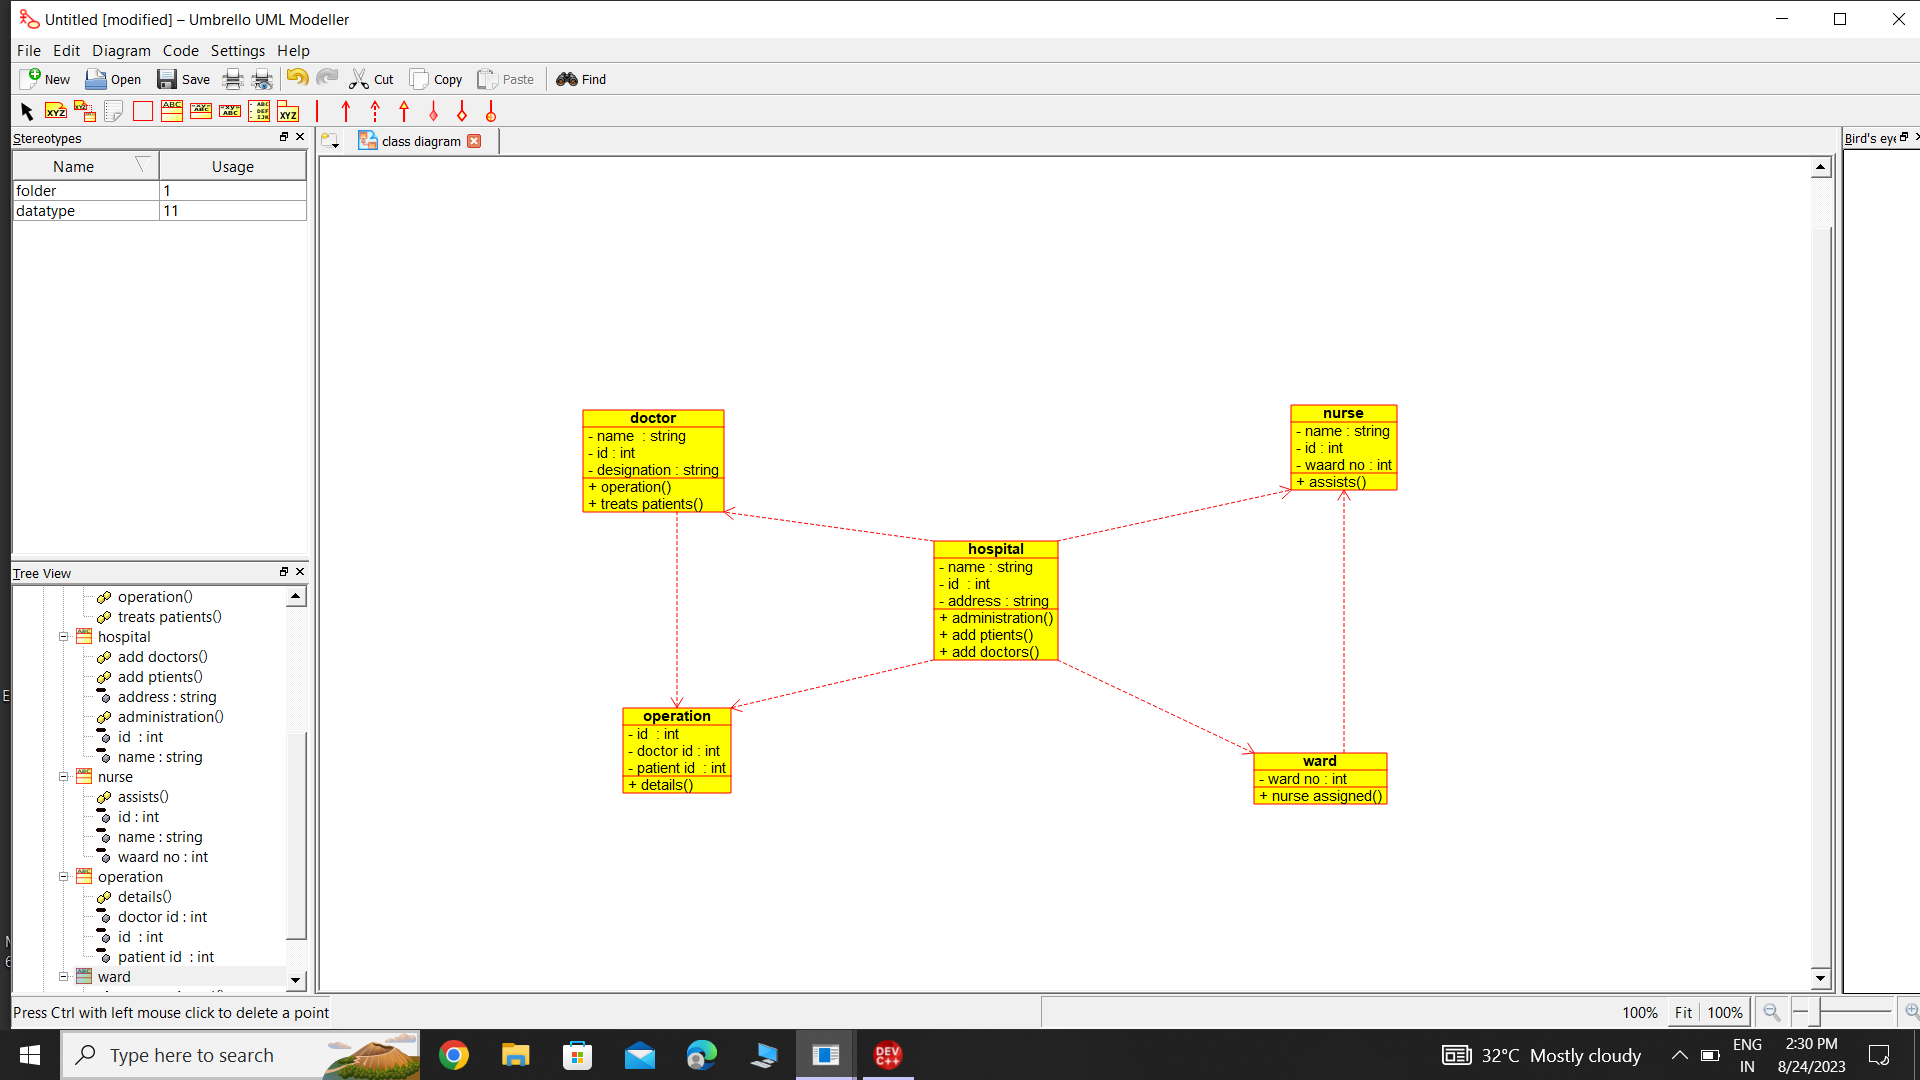 Untitled [modified] – Umbrello UML Modeller
File Edit Diagram Code Settings Help
New Open Save Cut Copy Paste Find
Stereotypes
class diagram
Bird's eye
Name Usage
folder 1
datatype 11
doctor
- name : string
- id : int
- designation : string
+ operation()
+ treats patients()
nurse
- name : string
- id : int
- waard no : int
+ assists()
hospital
- name : string
- id : int
- address : string
+ administration()
+ add ptients()
+ add doctors()
operation
- id : int
- doctor id : int
- patient id : int
+ details()
ward
- ward no : int
+ nurse assigned()
Tree View
operation()
treats patients()
hospital
add doctors()
add ptients()
address : string
administration()
id : int
name : string
nurse
assists()
id : int
name : string
waard no : int
operation
details()
doctor id : int
id : int
patient id : int
ward
Press Ctrl with left mouse click to delete a point
100% Fit 100%
Type here to search
DEV
C++
32°C Mostly cloudy
ENG
IN
2:30 PM
8/24/2023